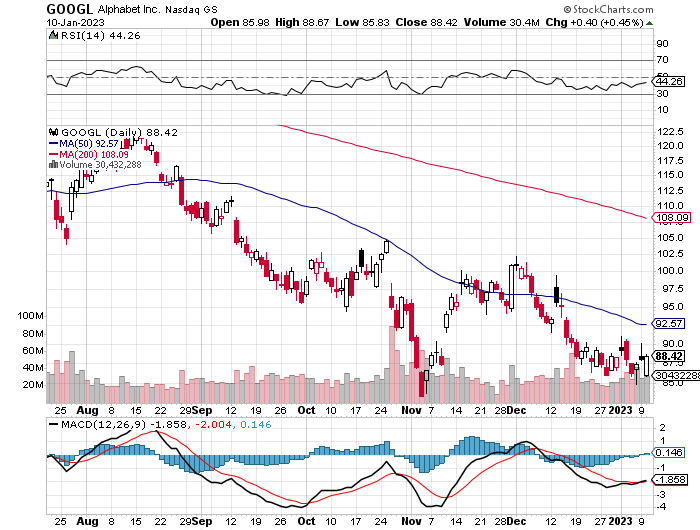 GOOGL Alphabet Inc. Nasdaq GS © StockCharts.com
10-Jan-2023 Open 85.98 High 88.67 Low 85.83 Close 88.42 Volume 30.4M Chg +0.40 (+0.45%)
RSI(14) 44.26
90
70
50
44.26
30
10
GOOGL (Daily) 88.42
MA(50) 92.57
MA(200) 108.09
Volume 30,432,288
122.5
120.0
117.5
115.0
112.5
110.0
108.09
105.0
102.5
100.0
97.5
95.0
92.57
90.0
88.42
87.5
30432288
85.0
100M
80M
60M
40M
20M
25 Aug 8 15 22 29 Sep 12 19 26 Oct 10 17 24 Nov 7 14 21 28 Dec 12 19 27 2023 9
MACD(12,26,9) -1.858, -2.004, 0.146
2
1
0.146
-1
-1.858
-3
-4
25 Aug 8 15 22 29 Sep 12 19 26 Oct 10 17 24 Nov 7 14 21 28 Dec 12 19 27 2023 9